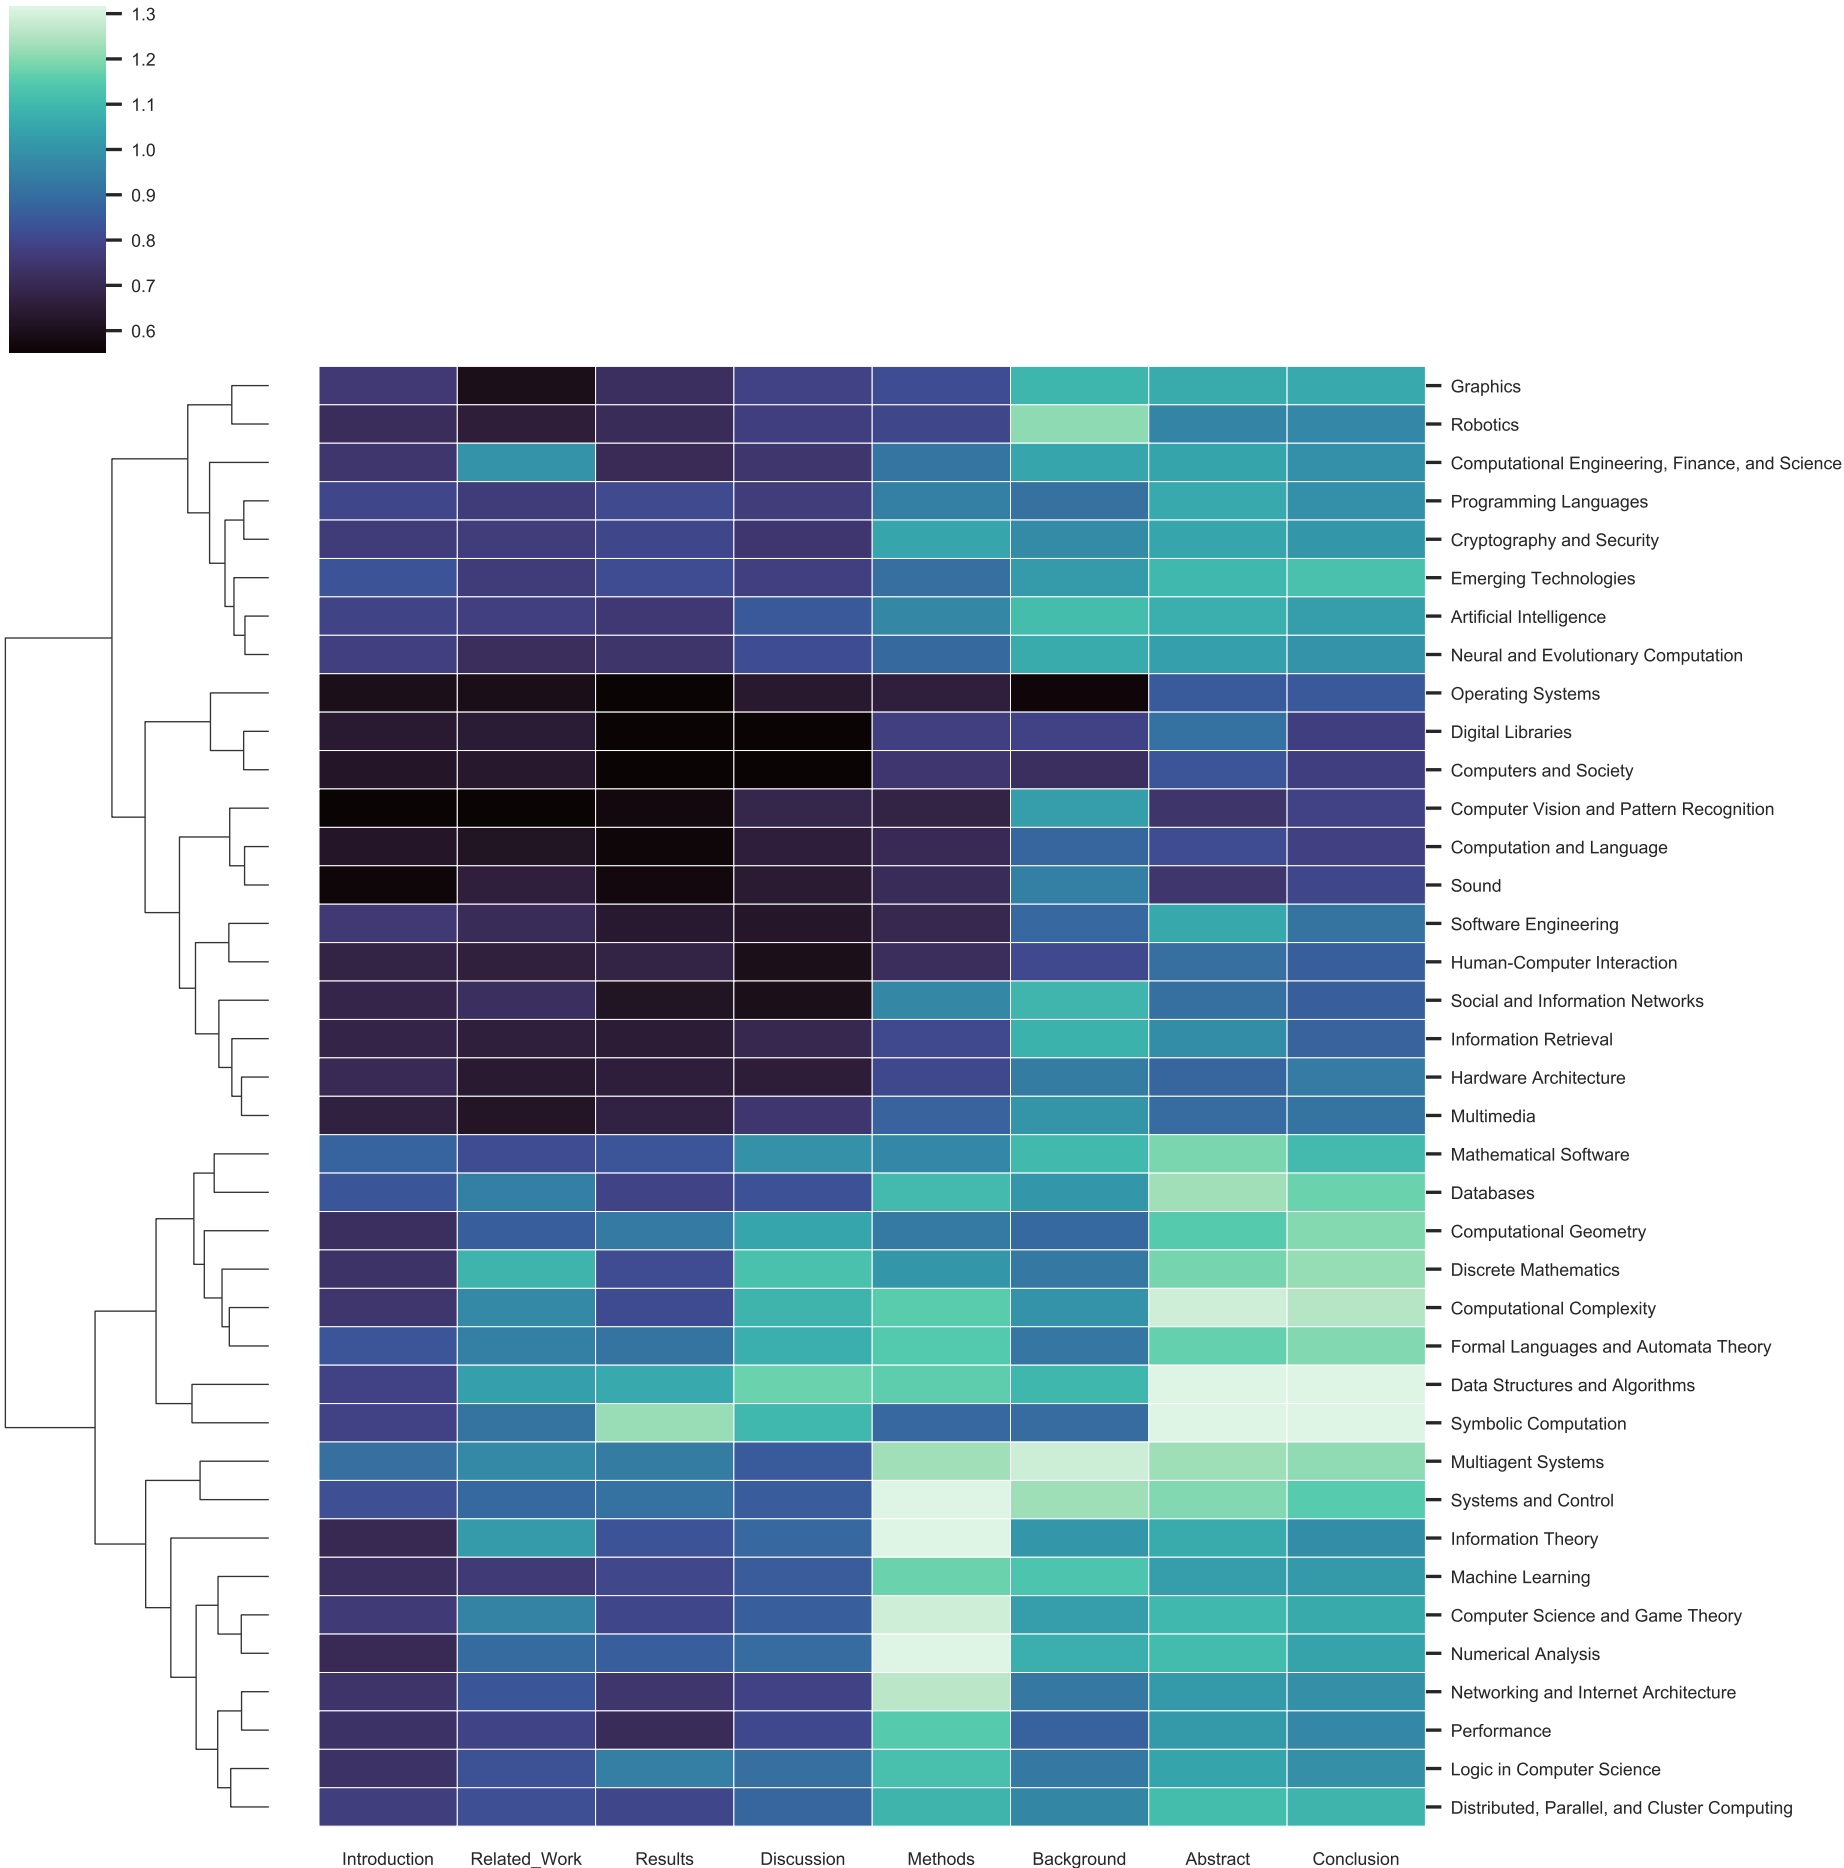 1.3
1.2
1.1
1.0
0.9
0.8
0.7
0.6
Graphics
Robotics
Computational Engineering, Finance, and Science
Programming Languages
Cryptography and Security
Emerging Technologies
Artificial Intelligence
Neural and Evolutionary Computation
Operating Systems
Digital Libraries
Computers and Society
Computer Vision and Pattern Recognition
Computation and Language
Sound
Software Engineering
Human-Computer Interaction
Social and Information Networks
Information Retrieval
Hardware Architecture
Multimedia
Mathematical Software
Databases
Computational Geometry
Discrete Mathematics
Computational Complexity
Formal Languages and Automata Theory
Data Structures and Algorithms
Symbolic Computation
Multiagent Systems
Systems and Control
Information Theory
Machine Learning
Computer Science and Game Theory
Numerical Analysis
Networking and Internet Architecture
Performance
Logic in Computer Science
Distributed, Parallel, and Cluster Computing
Introduction Related_Work Results Discussion Methods Background Abstract Conclusion